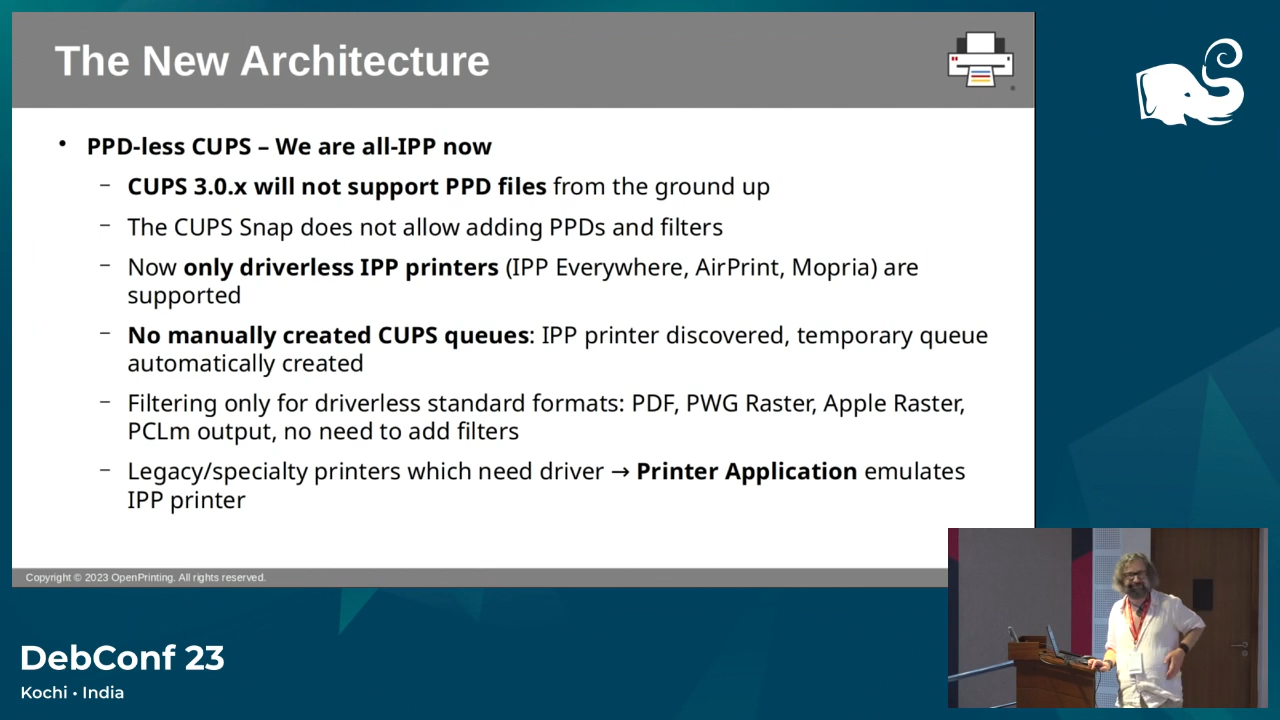 The New Architecture
• PPD-less CUPS – We are all-IPP now
– CUPS 3.0.x will not support PPD files from the ground up
– The CUPS Snap does not allow adding PPDs and filters
– Now only driverless IPP printers (IPP Everywhere, AirPrint, Mopria) are
supported
– No manually created CUPS queues: IPP printer discovered, temporary queue
automatically created
– Filtering only for driverless standard formats: PDF, PWG Raster, Apple Raster,
PCLm output, no need to add filters
– Legacy/specialty printers which need driver → Printer Application emulates
IPP printer
Copyright © 2023 OpenPrinting. All rights reserved.
DebConf 23
Kochi • India